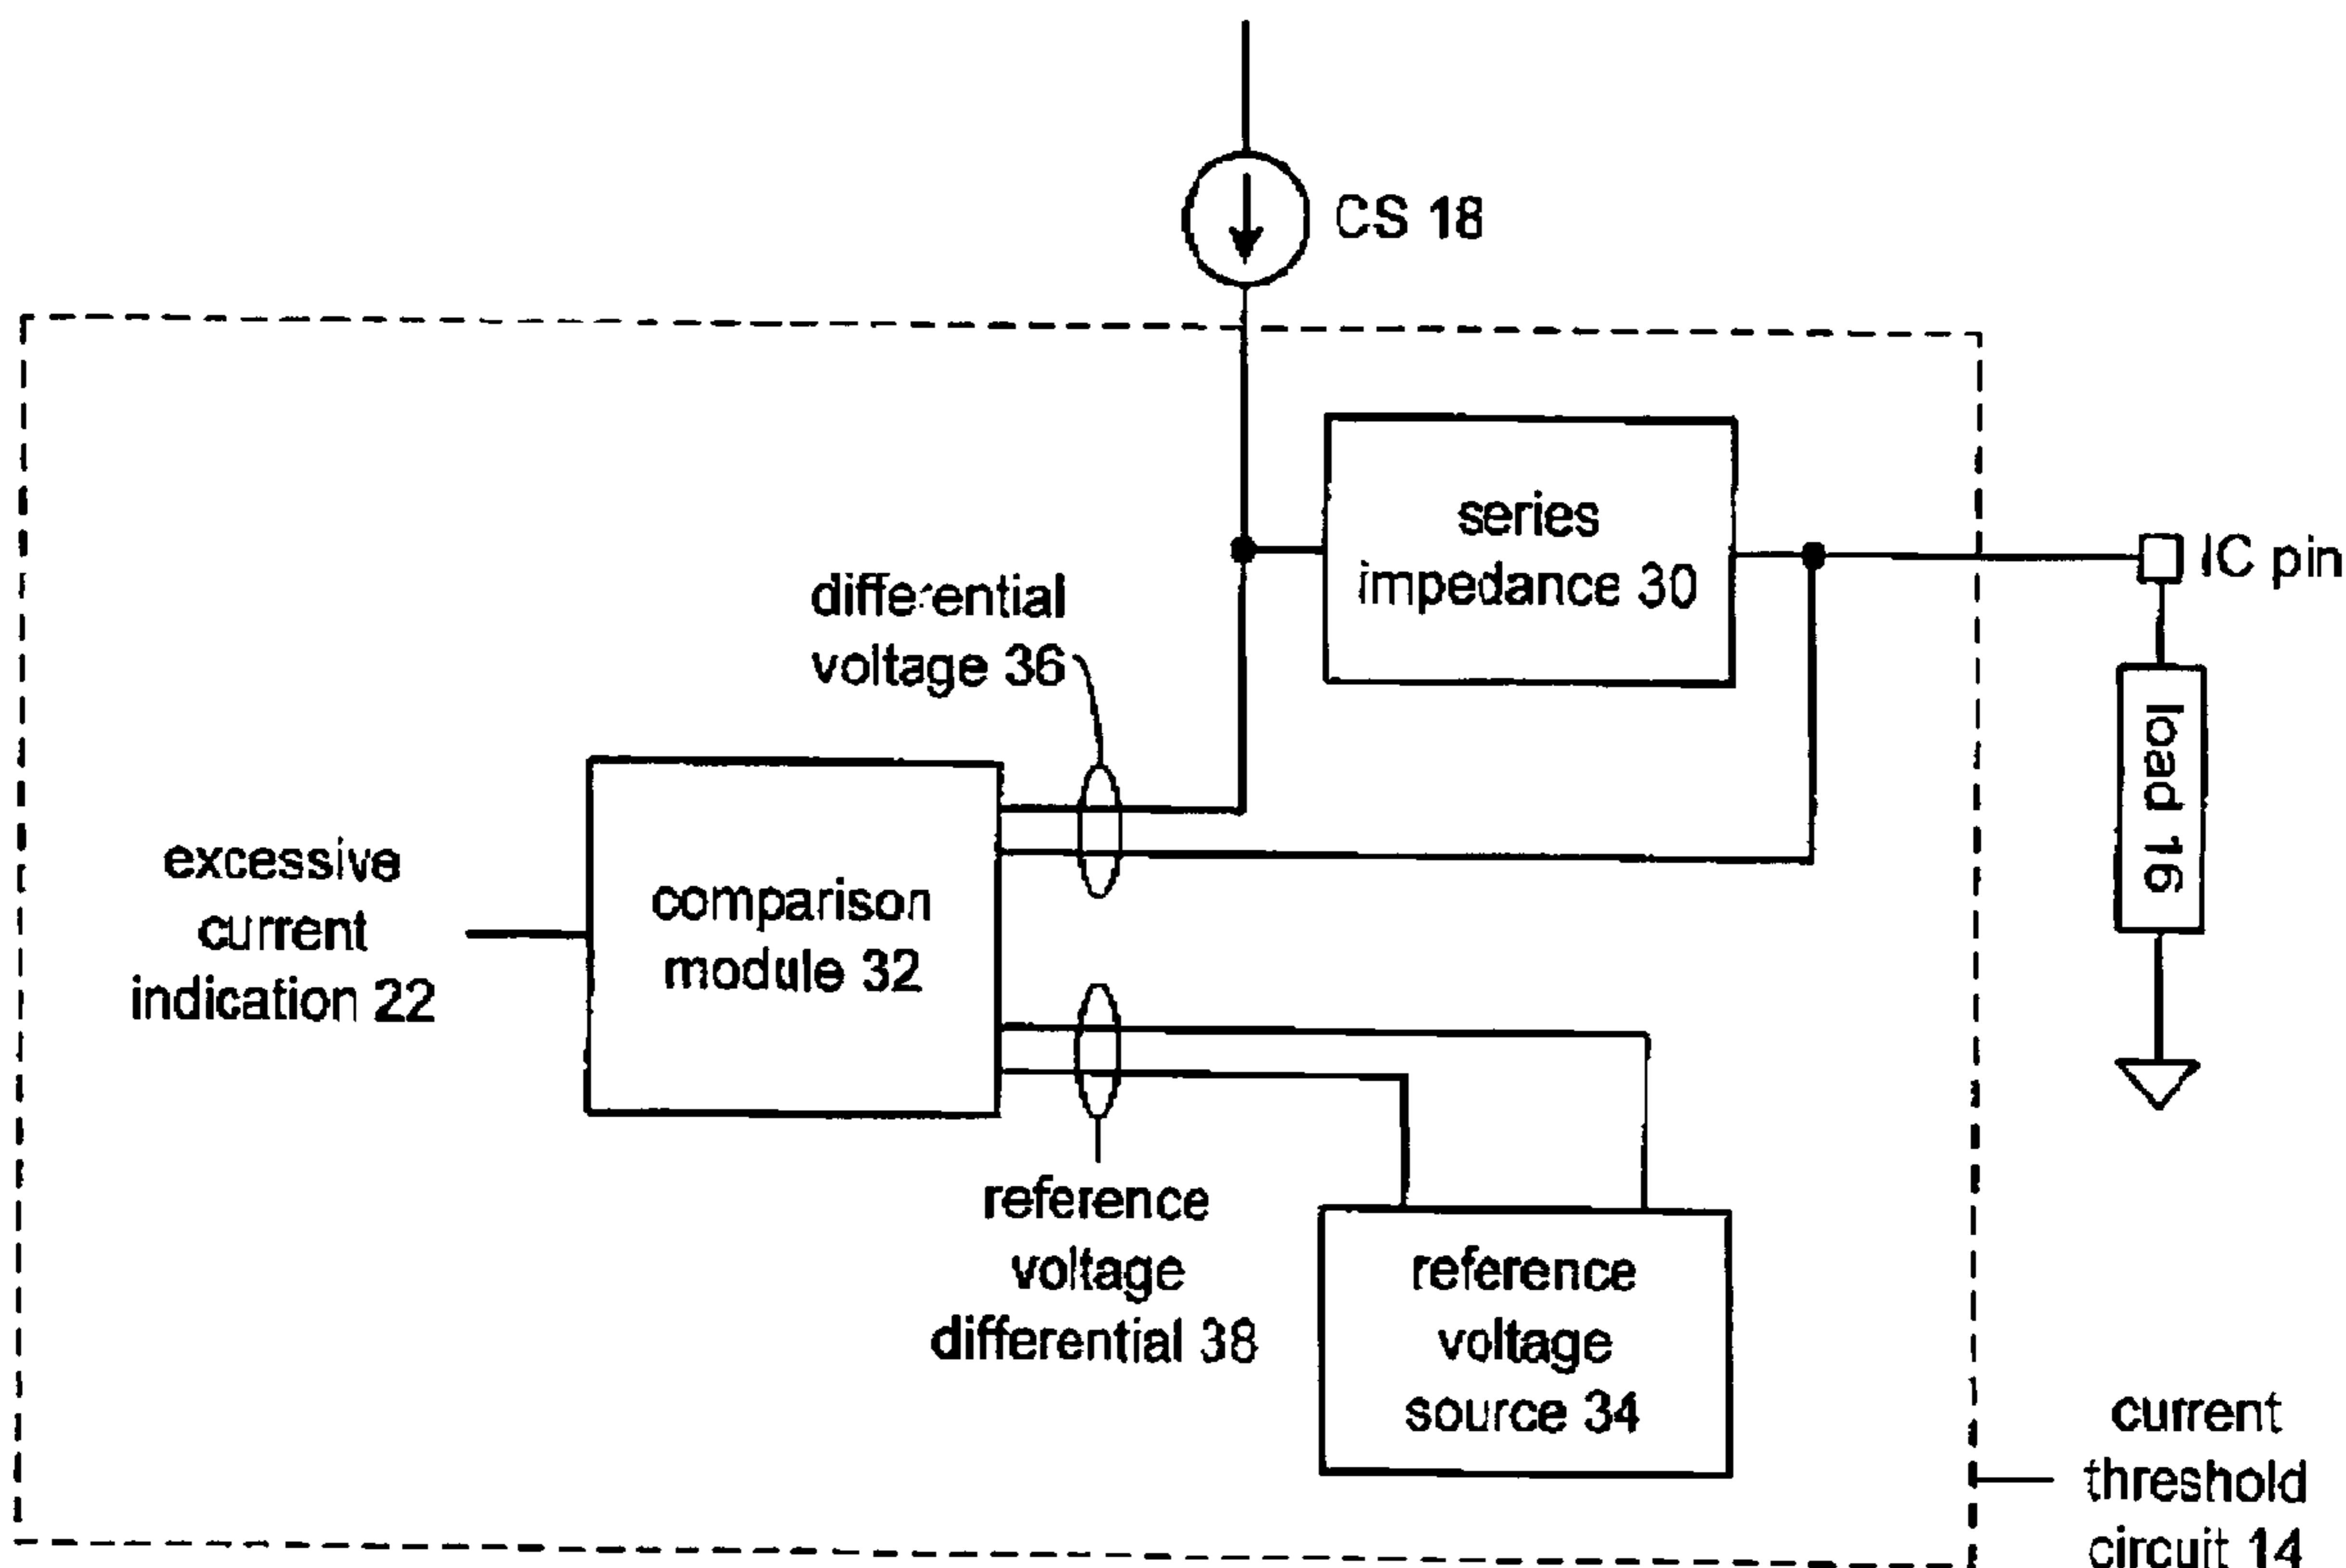 CS 18
series
impedance 30
IC pin
differential
voltage 36
load 16
excessive
current
indication 22
comparison
module 32
reference
voltage
differential 38
reference
voltage
source 34
current
threshold
circuit 14